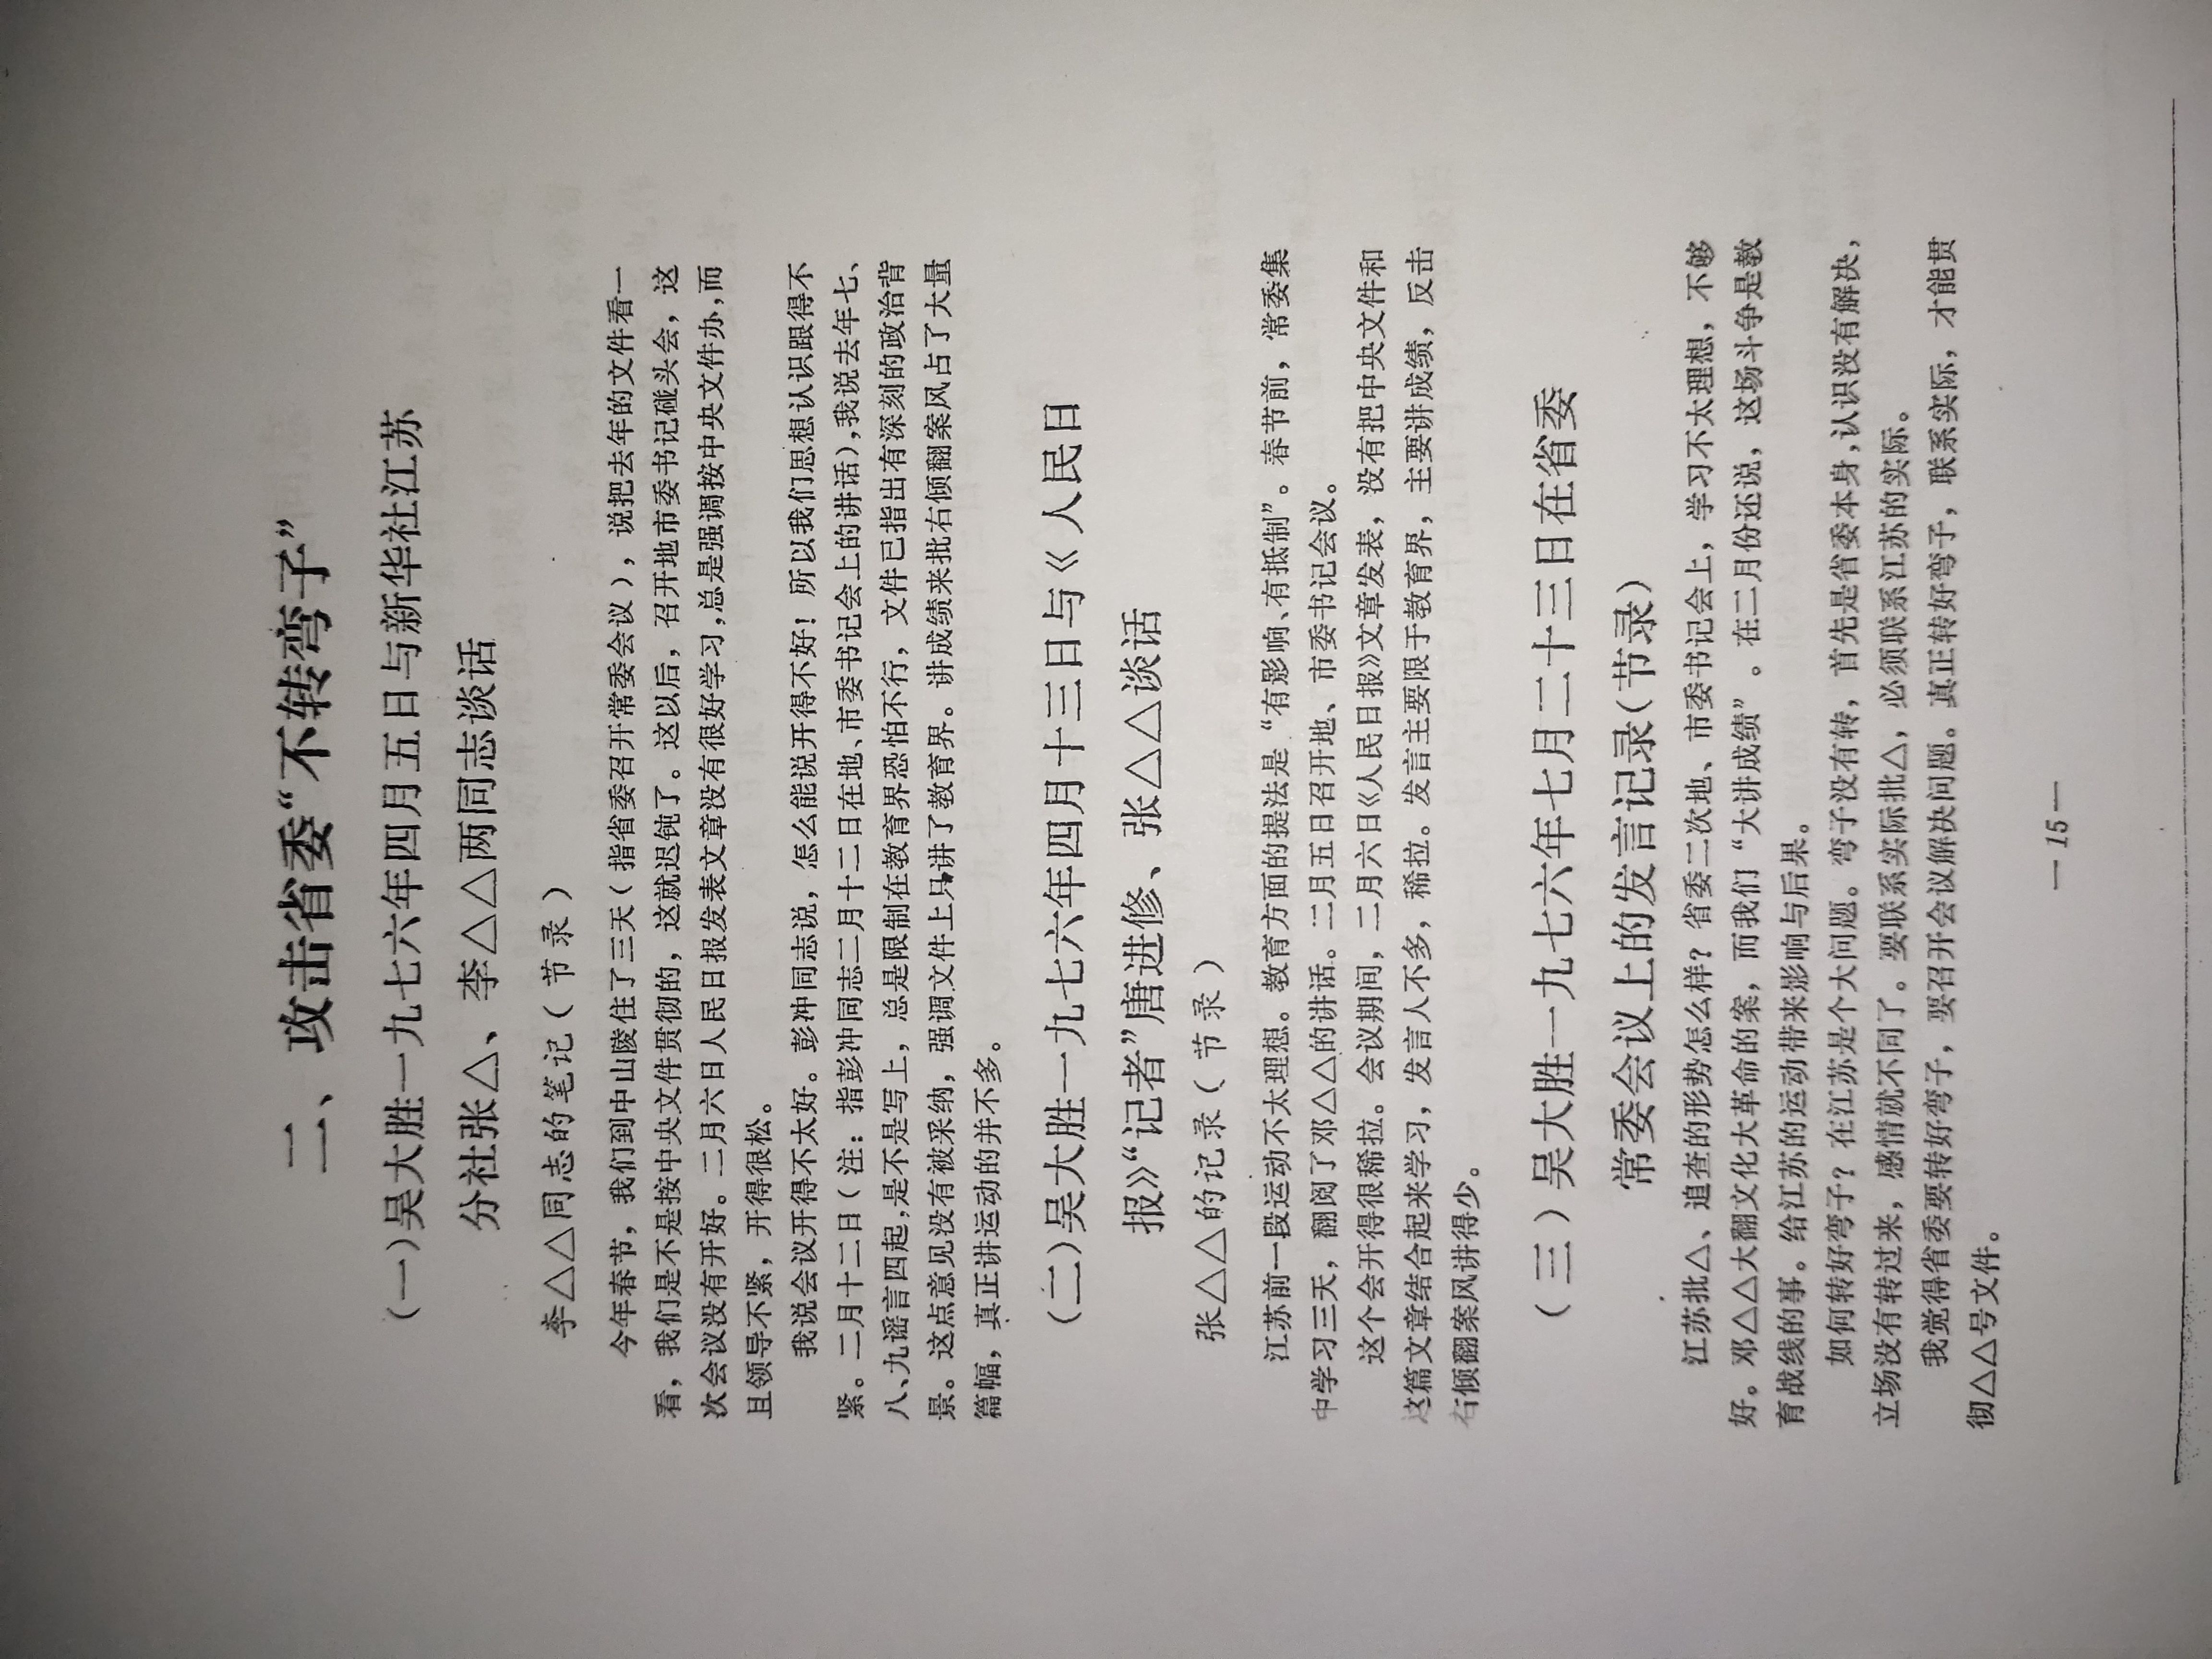 二、攻击省委“不转弯子”
（一）吴大胜一九七六年四月五日与新华社江苏
分社张△、李△△两同志谈话
李△△同志的笔记（节录）
今年春节，我们到中山陵住了三天（指省委召开常委会议），说把去年的文件看一
看，我们是不是按中央文件贯彻的，这就迟钝了。这以后，召开地市委书记碰头会，这
次会议没有开好。二月六日人民日报发表文章没有很好学习，总是强调按中央文件办，而
且领导不紧，开得很松。
我说会议开得不太好。彭冲同志说，怎么能说开得不好！所以我们思想认识跟得不
紧。二月十二日（注：指彭冲同志二月十二日在地、市委书记会上的讲话），我说去年七、
八、九谣言四起，是不是写上，总是限制在教育界恐怕不行，文件已指出有深刻的政治背
景。这点意见没有被采纳，强调文件上只讲了教育界。讲成绩来批右倾翻案风占了大量
篇幅，真正讲运动的并不多。
（二）吴大胜一九七六年四月十三日与《人民日
报》“记者”唐进修、张△△谈话
张△△的记录（节录）
江苏前一段运动不太理想。教育方面的提法是“有影响、有抵制”。春节前，常委集
中学习三天，翻阅了邓△△的讲话。二月五日召开地、市委书记会议。
这个会开得很稀拉。会议期间，二月六日《人民日报》文章发表，没有把中央文件和
这篇文章结合起来学习，发言人不多，稀拉。发言主要限于教育界，主要讲成绩，反击
右倾翻案风讲得少。
（三）吴大胜一九七六年七月二十三日在省委
常委会议上的发言记录（节录）
江苏批△、追查的形势怎么样？省委二次地、市委书记会上，学习不太理想，不够
好。邓△△大翻文化大革命的案，而我们“大讲成绩”。在二月份还说，这场斗争是教
育战线的事。给江苏的运动带来影响与后果。
如何转好弯子？在江苏是个大问题。弯子没有转，首先是省委本身，认识没有解决，
立场没有转过来，感情就不同了。要联系实际批△，必须联系江苏的实际。
我觉得省委要转好弯子，要召开会议解决问题。真正转好弯子，联系实际，才能贯
彻△△号文件。
— 15 —